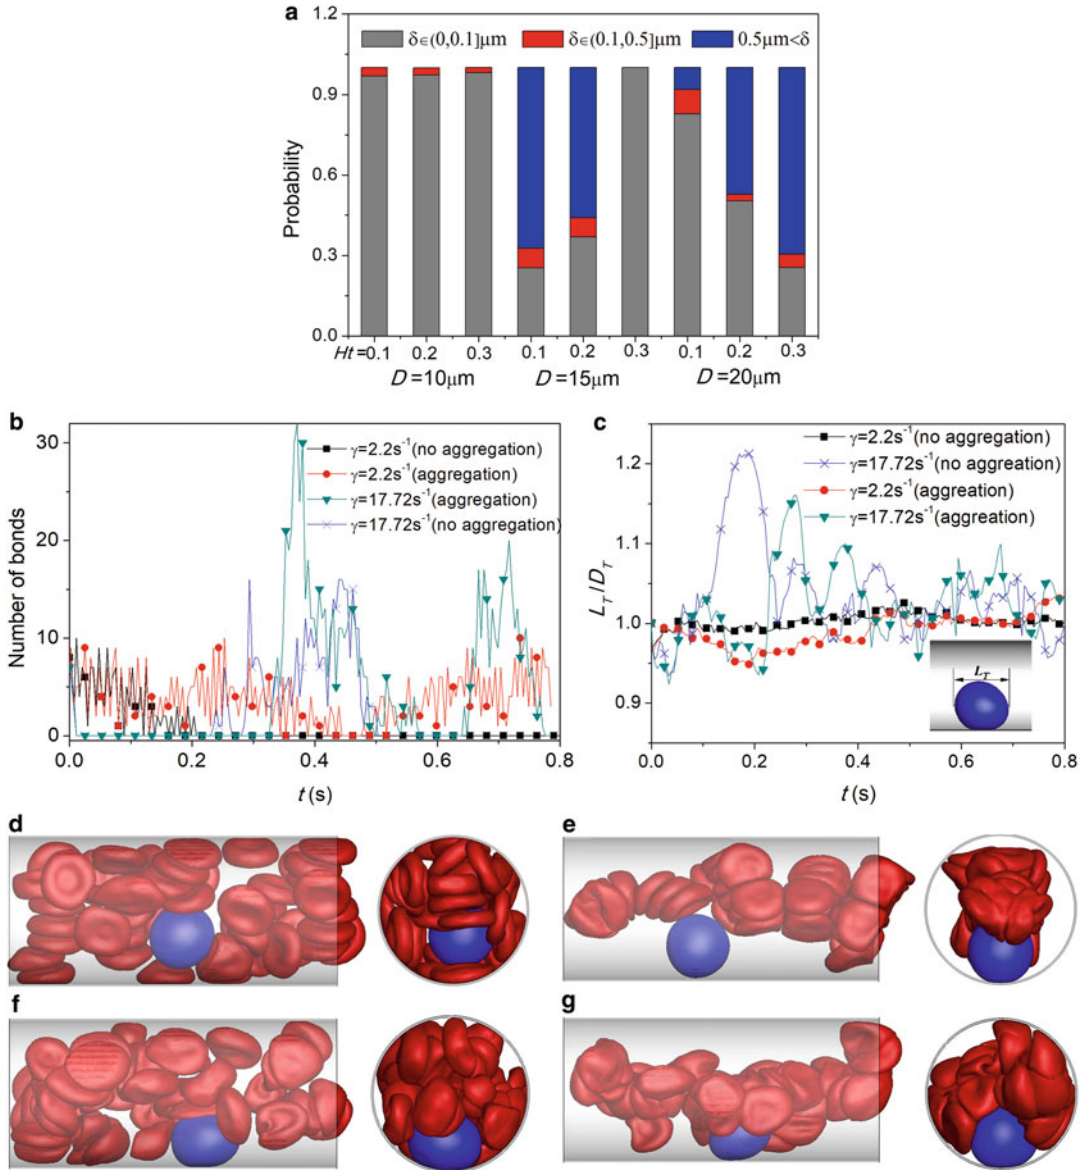 a
1.2
0.9
0.6
0.3
0.0
Probability
δ∈(0,0.1]μm
δ∈(0.1,0.5]μm
0.5μm<δ
Ht=0.1
0.2
0.3
0.1
0.2
0.3
0.1
0.2
0.3
D=10μm
D=15μm
D=20μm
b
30
20
10
0
Number of bonds
γ=2.2s⁻¹(no aggregation)
γ=2.2s⁻¹(aggregation)
γ=17.72s⁻¹(aggregation)
γ=17.72s⁻¹(no aggregation)
0.0
0.2
0.4
0.6
0.8
t (s)
c
1.2
1.1
1.0
0.9
L_T/D_T
γ=2.2s⁻¹(no aggregation)
γ=17.72s⁻¹(no aggreation)
γ=2.2s⁻¹(aggreation)
γ=17.72s⁻¹(aggreation)
L_T
0.0
0.2
0.4
0.6
0.8
t (s)
d
e
f
g